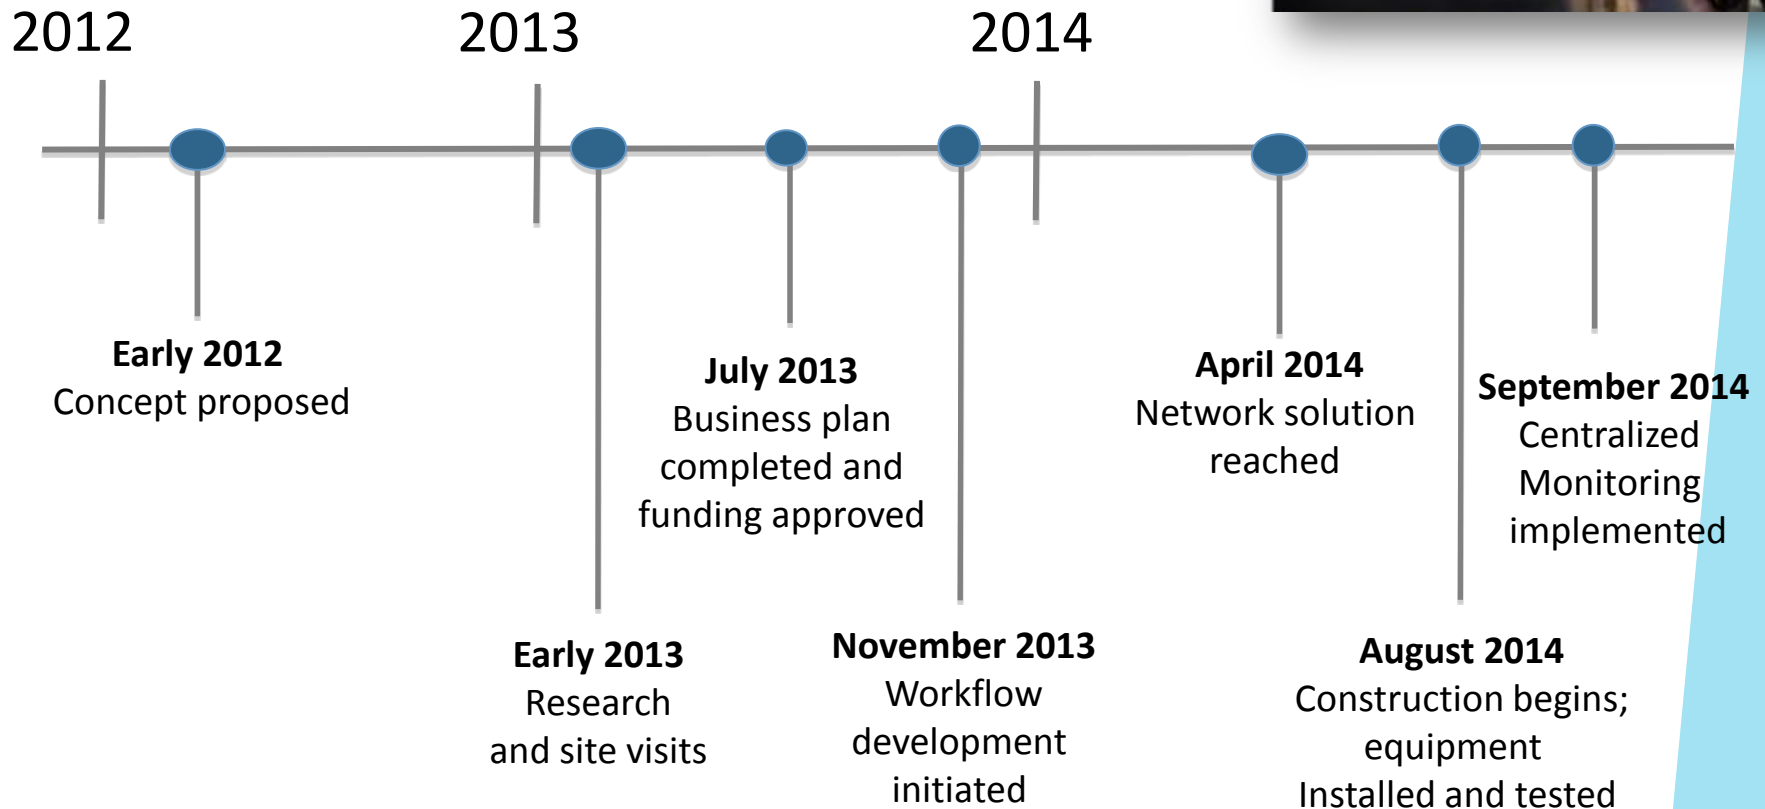 2012
2013
2014
Early 2012
Concept proposed
July 2013
Business plan
completed and
funding approved
April 2014
Network solution
reached
September 2014
Centralized
Monitoring
implemented
Early 2013
Research
and site visits
November 2013
Workflow
development
initiated
August 2014
Construction begins;
equipment
Installed and tested